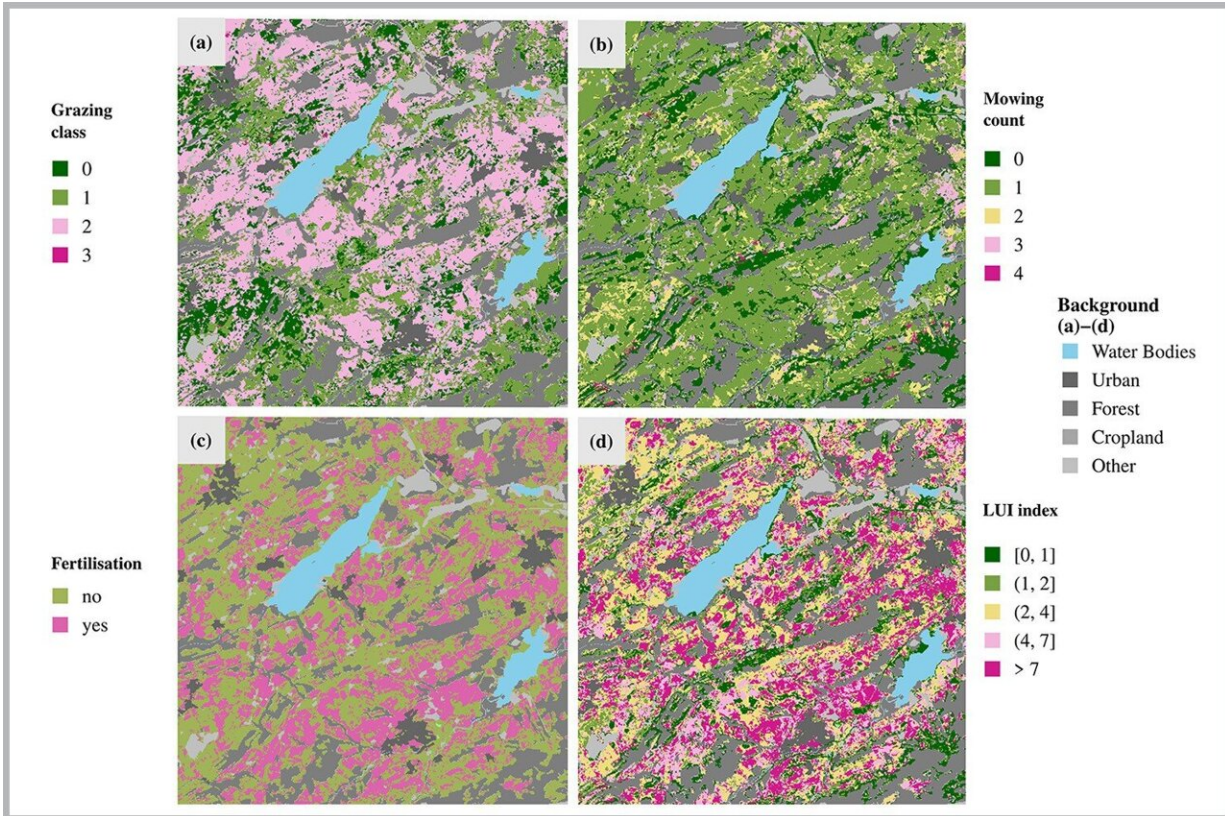 (a)
(b)
Grazing
class
0
1
2
3
Mowing
count
0
1
2
3
4
Background
(a)–(d)
Water Bodies
Urban
Forest
Cropland
Other
(c)
(d)
Fertilisation
no
yes
LUI index
[0, 1]
(1, 2]
(2, 4]
(4, 7]
> 7